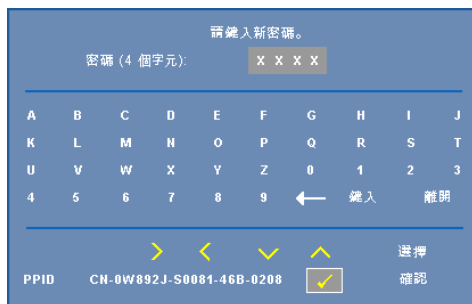 請鍵入新密碼。
密碼 (4 個字元): X X X X
A B C D E F G H I J
K L M N O P Q R S T
U V W X Y Z 0 1 2 3
4 5 6 7 8 9 ← 鍵入 離開
選擇
PPID CN-0W892J-S0081-46B-0208 確認